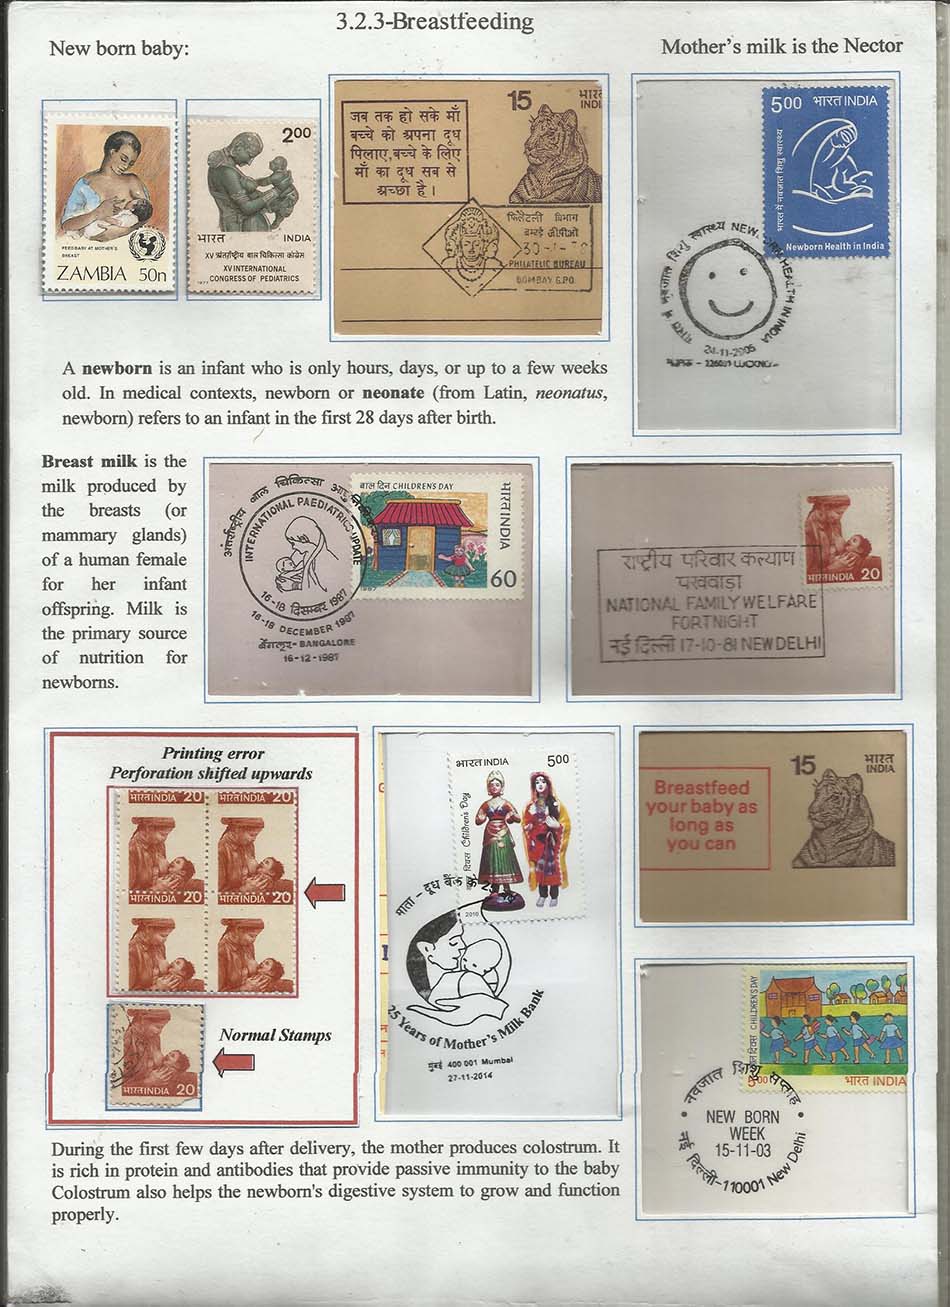 3.2.3-Breastfeeding
New born baby:
Mother's milk is the Nector
FEED BABY AT MOTHER'S
BREAST
ZAMBIA 50n
2.00
भारत INDIA
XV अंतर्राष्ट्रीय बाल चिकित्सा कांग्रेस
XV INTERNATIONAL
CONGRESS OF PEDIATRICS
1977
जब तक हो सके माँ
बच्चे को अपना दूध
पिलाए, बच्चे के लिए
माँ का दूध सब से
अच्छा है।
15
INDI
फिलेटली विभाग
बम्बई जीपीओ
PHILATELIC BUREAU
BOMBAY G.P.O.
5.00 भारत INDIA
भारत में नवजात शिशु स्वास्थ्य
Newborn Health in India
भारत में नवजात शिशु स्वास्थ्य NEWBORN HEALTH IN INDIA
24-11-2005
A newborn is an infant who is only hours, days, or up to a few weeks
old. In medical contexts, newborn or neonate (from Latin, neonatus,
newborn) refers to an infant in the first 28 days after birth.
Breast milk is the
milk produced by
the breasts (or
mammary glands)
of a human female
for her infant
offspring. Milk is
the primary source
of nutrition for
newborns.
बाल दिन CHILDREN'S DAY
भारत INDIA
60
1987
अंतर्राष्ट्रीय बाल चिकित्सा
INTERNATIONAL PAEDIATRICS UPDATE
16-18 दिसम्बर 1987
16-18 DECEMBER 1987
बेंगलूर - BANGALORE
16-12-1987
भारत INDIA 20
राष्ट्रीय परिवार कल्याण
पखवाड़ा
NATIONAL FAMILY WELFARE
FORTNIGHT
नई दिल्ली 17-10-81 NEW DELHI
Printing error
Perforation shifted upwards
भारत INDIA 20 भारत INDIA 20
भारत INDIA 20 भारत INDIA 20
Normal Stamps
भारत INDIA 20
भारत INDIA 5.00
बाल दिवस Children's Day
2010
माता - दूध बैंक के 25
25 Years of Mother's Milk Bank
मुंबई 400 001 Mumbai
27-11-2014
Breastfeed
your baby as
long as
you can
15
भारत
INDIA
बाल दिवस CHILDREN'S DAY
5.00
भारत INDIA
नवजात शिशु सप्ताह
NEW BORN
WEEK
15-11-03
नई दिल्ली-110001 New Delhi
During the first few days after delivery, the mother produces colostrum. It
is rich in protein and antibodies that provide passive immunity to the baby
Colostrum also helps the newborn's digestive system to grow and function
properly.